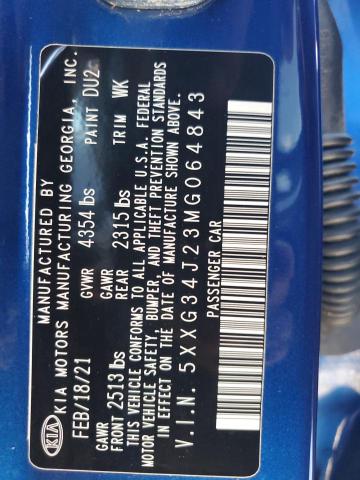 MANUFACTURED BY
KIA KIA MOTORS MANUFACTURING GEORGIA, INC.
FEB/18/21 GVWR 4354 lbs PAINT DU2
GAWR FRONT 2513 lbs GAWR REAR 2315 lbs TRIM WK
THIS VEHICLE CONFORMS TO ALL APPLICABLE U.S.A. FEDERAL
MOTOR VEHICLE SAFETY, BUMPER, AND THEFT PREVENTION STANDARDS
IN EFFECT ON THE DATE OF MANUFACTURE SHOWN ABOVE.
V.I.N. 5XXG34J23MG064843
PASSENGER CAR